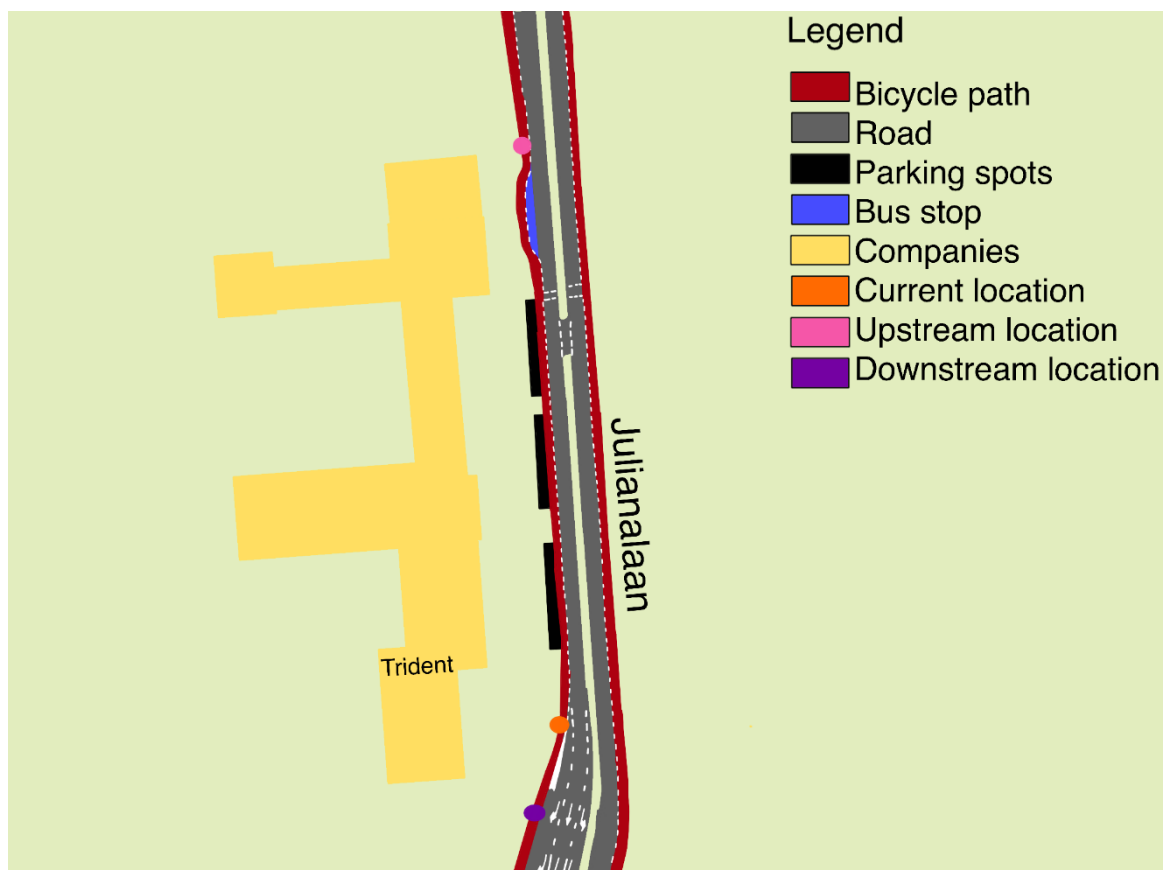 Legend
Bicycle path
Road
Parking spots
Bus stop
Companies
Current location
Upstream location
Downstream location
Julianalaan
Trident